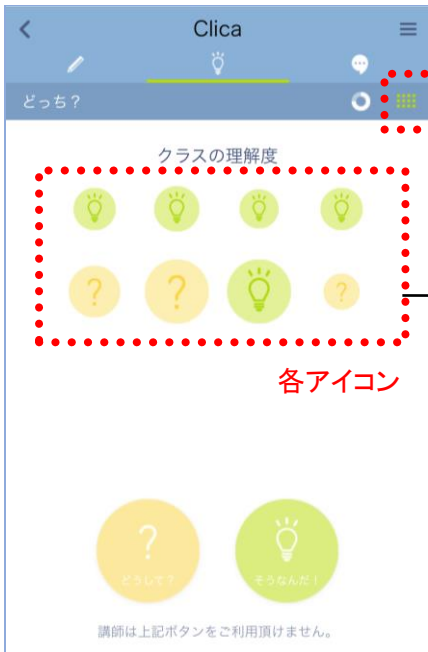 Clica
どっち?
クラスの理解度
? ? ?
各アイコン
?
どうして?
そうなんだ!
講師は上記ボタンをご利用頂けません。